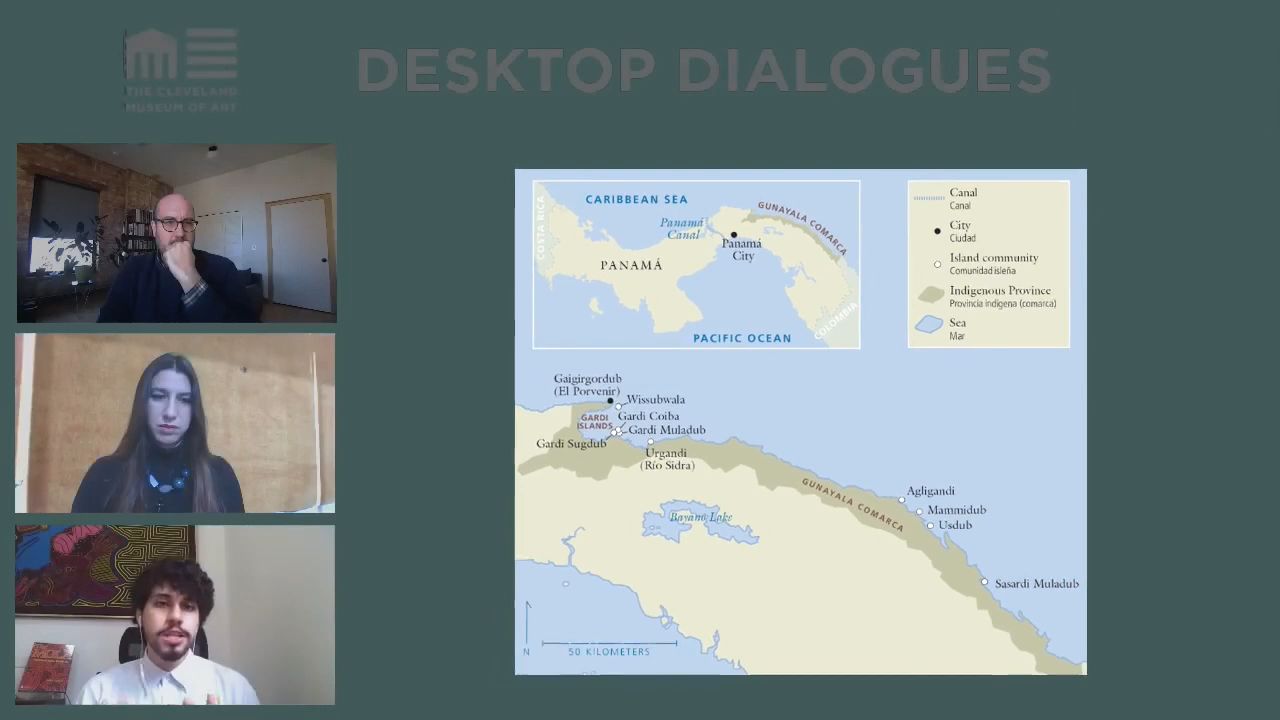 THE CLEVELAND
MUSEUM OF ART
DESKTOP DIALOGUES
CARIBBEAN SEA
COSTA RICA
Panamá
Canal
GUNAYALA COMARCA
Panamá
City
PANAMÁ
COLOMBIA
PACIFIC OCEAN
Canal
Canal
City
Ciudad
Island community
Comunidad isleña
Indigenous Province
Provincia indígena (comarca)
Sea
Mar
Gaigirgordub
(El Porvenir)
Wissubwala
GARDI
ISLANDS
Gardi Coiba
Gardi Muladub
Gardi Sugdub
Urgandi
(Río Sidra)
GUNAYALA COMARCA
Agligandi
Mammidub
Usdub
Bayano Lake
Sasardi Muladub
N
50 KILOMETERS